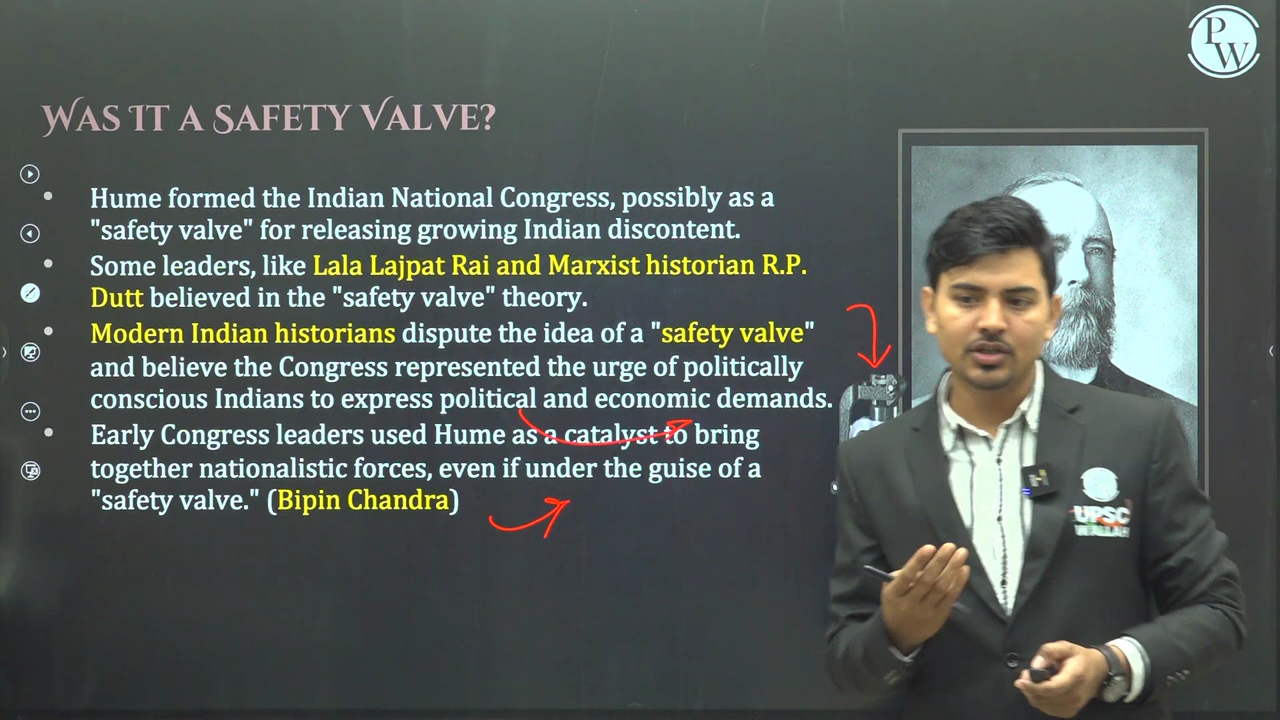 PW
WAS IT A SAFETY VALVE?
Hume formed the Indian National Congress, possibly as a
"safety valve" for releasing growing Indian discontent.
Some leaders, like Lala Lajpat Rai and Marxist historian R.P.
Dutt believed in the "safety valve" theory.
Modern Indian historians dispute the idea of a "safety valve"
and believe the Congress represented the urge of politically
conscious Indians to express political and economic demands.
Early Congress leaders used Hume as a catalyst to bring
together nationalistic forces, even if under the guise of a
"safety valve." (Bipin Chandra)
UPSC
WALLAH